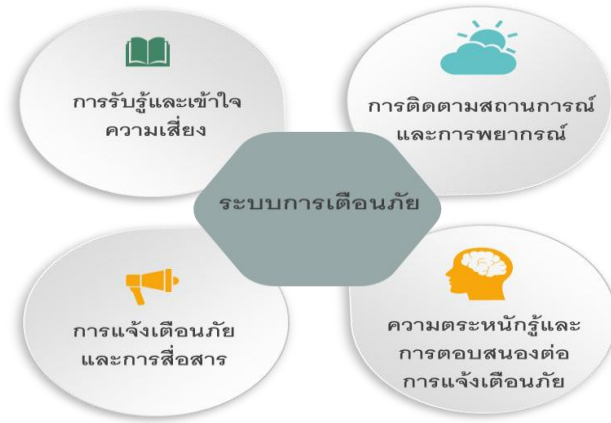 การรับรู้และเข้าใจ
ความเสี่ยง
การติดตามสถานการณ์
และการพยากรณ์
ระบบการเตือนภัย
การแจ้งเตือนภัย
และการสื่อสาร
ความตระหนักรู้และ
การตอบสนองต่อ
การแจ้งเตือนภัย